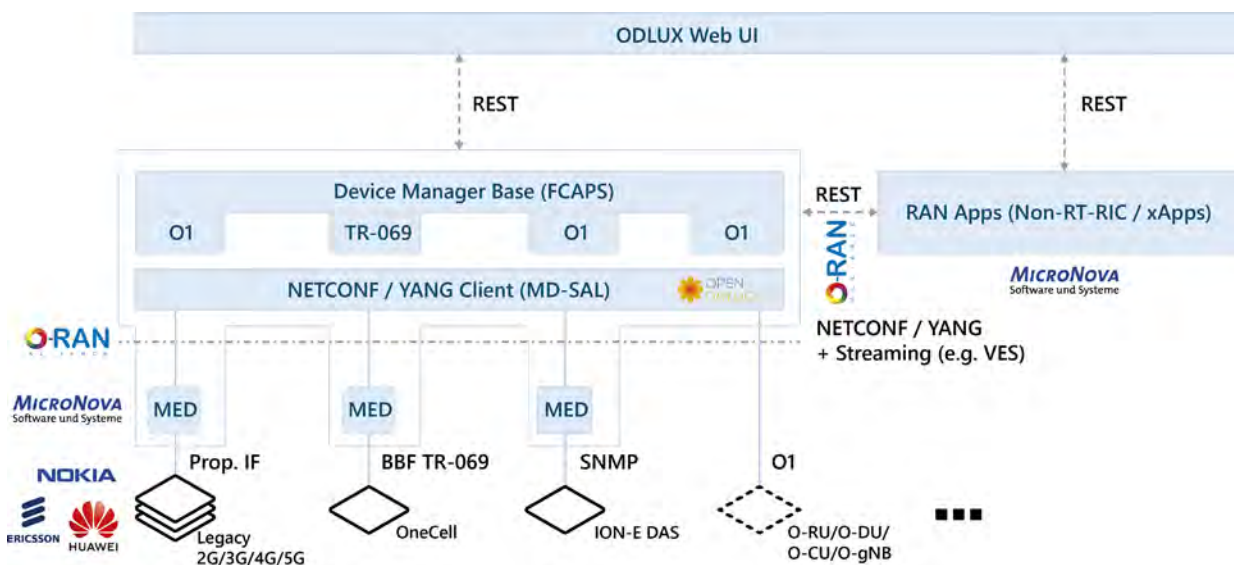 ODLUX Web UI
REST
REST
Device Manager Base (FCAPS)
O1
TR-069
O1
O1
REST
RAN Apps (Non-RT-RIC / xApps)
NETCONF / YANG Client (MD-SAL)
OPEN
O-RAN
ALLIANCE
MICRONOVA
Software und Systeme
O-RAN
ALLIANCE
NETCONF / YANG
+ Streaming (e.g. VES)
MICRONOVA
Software und Systeme
MED
MED
MED
Prop. IF
BBF TR-069
SNMP
O1
NOKIA
ERICSSON
HUAWEI
Legacy
2G/3G/4G/5G
OneCell
ION-E DAS
O-RU/O-DU/
O-CU/O-gNB